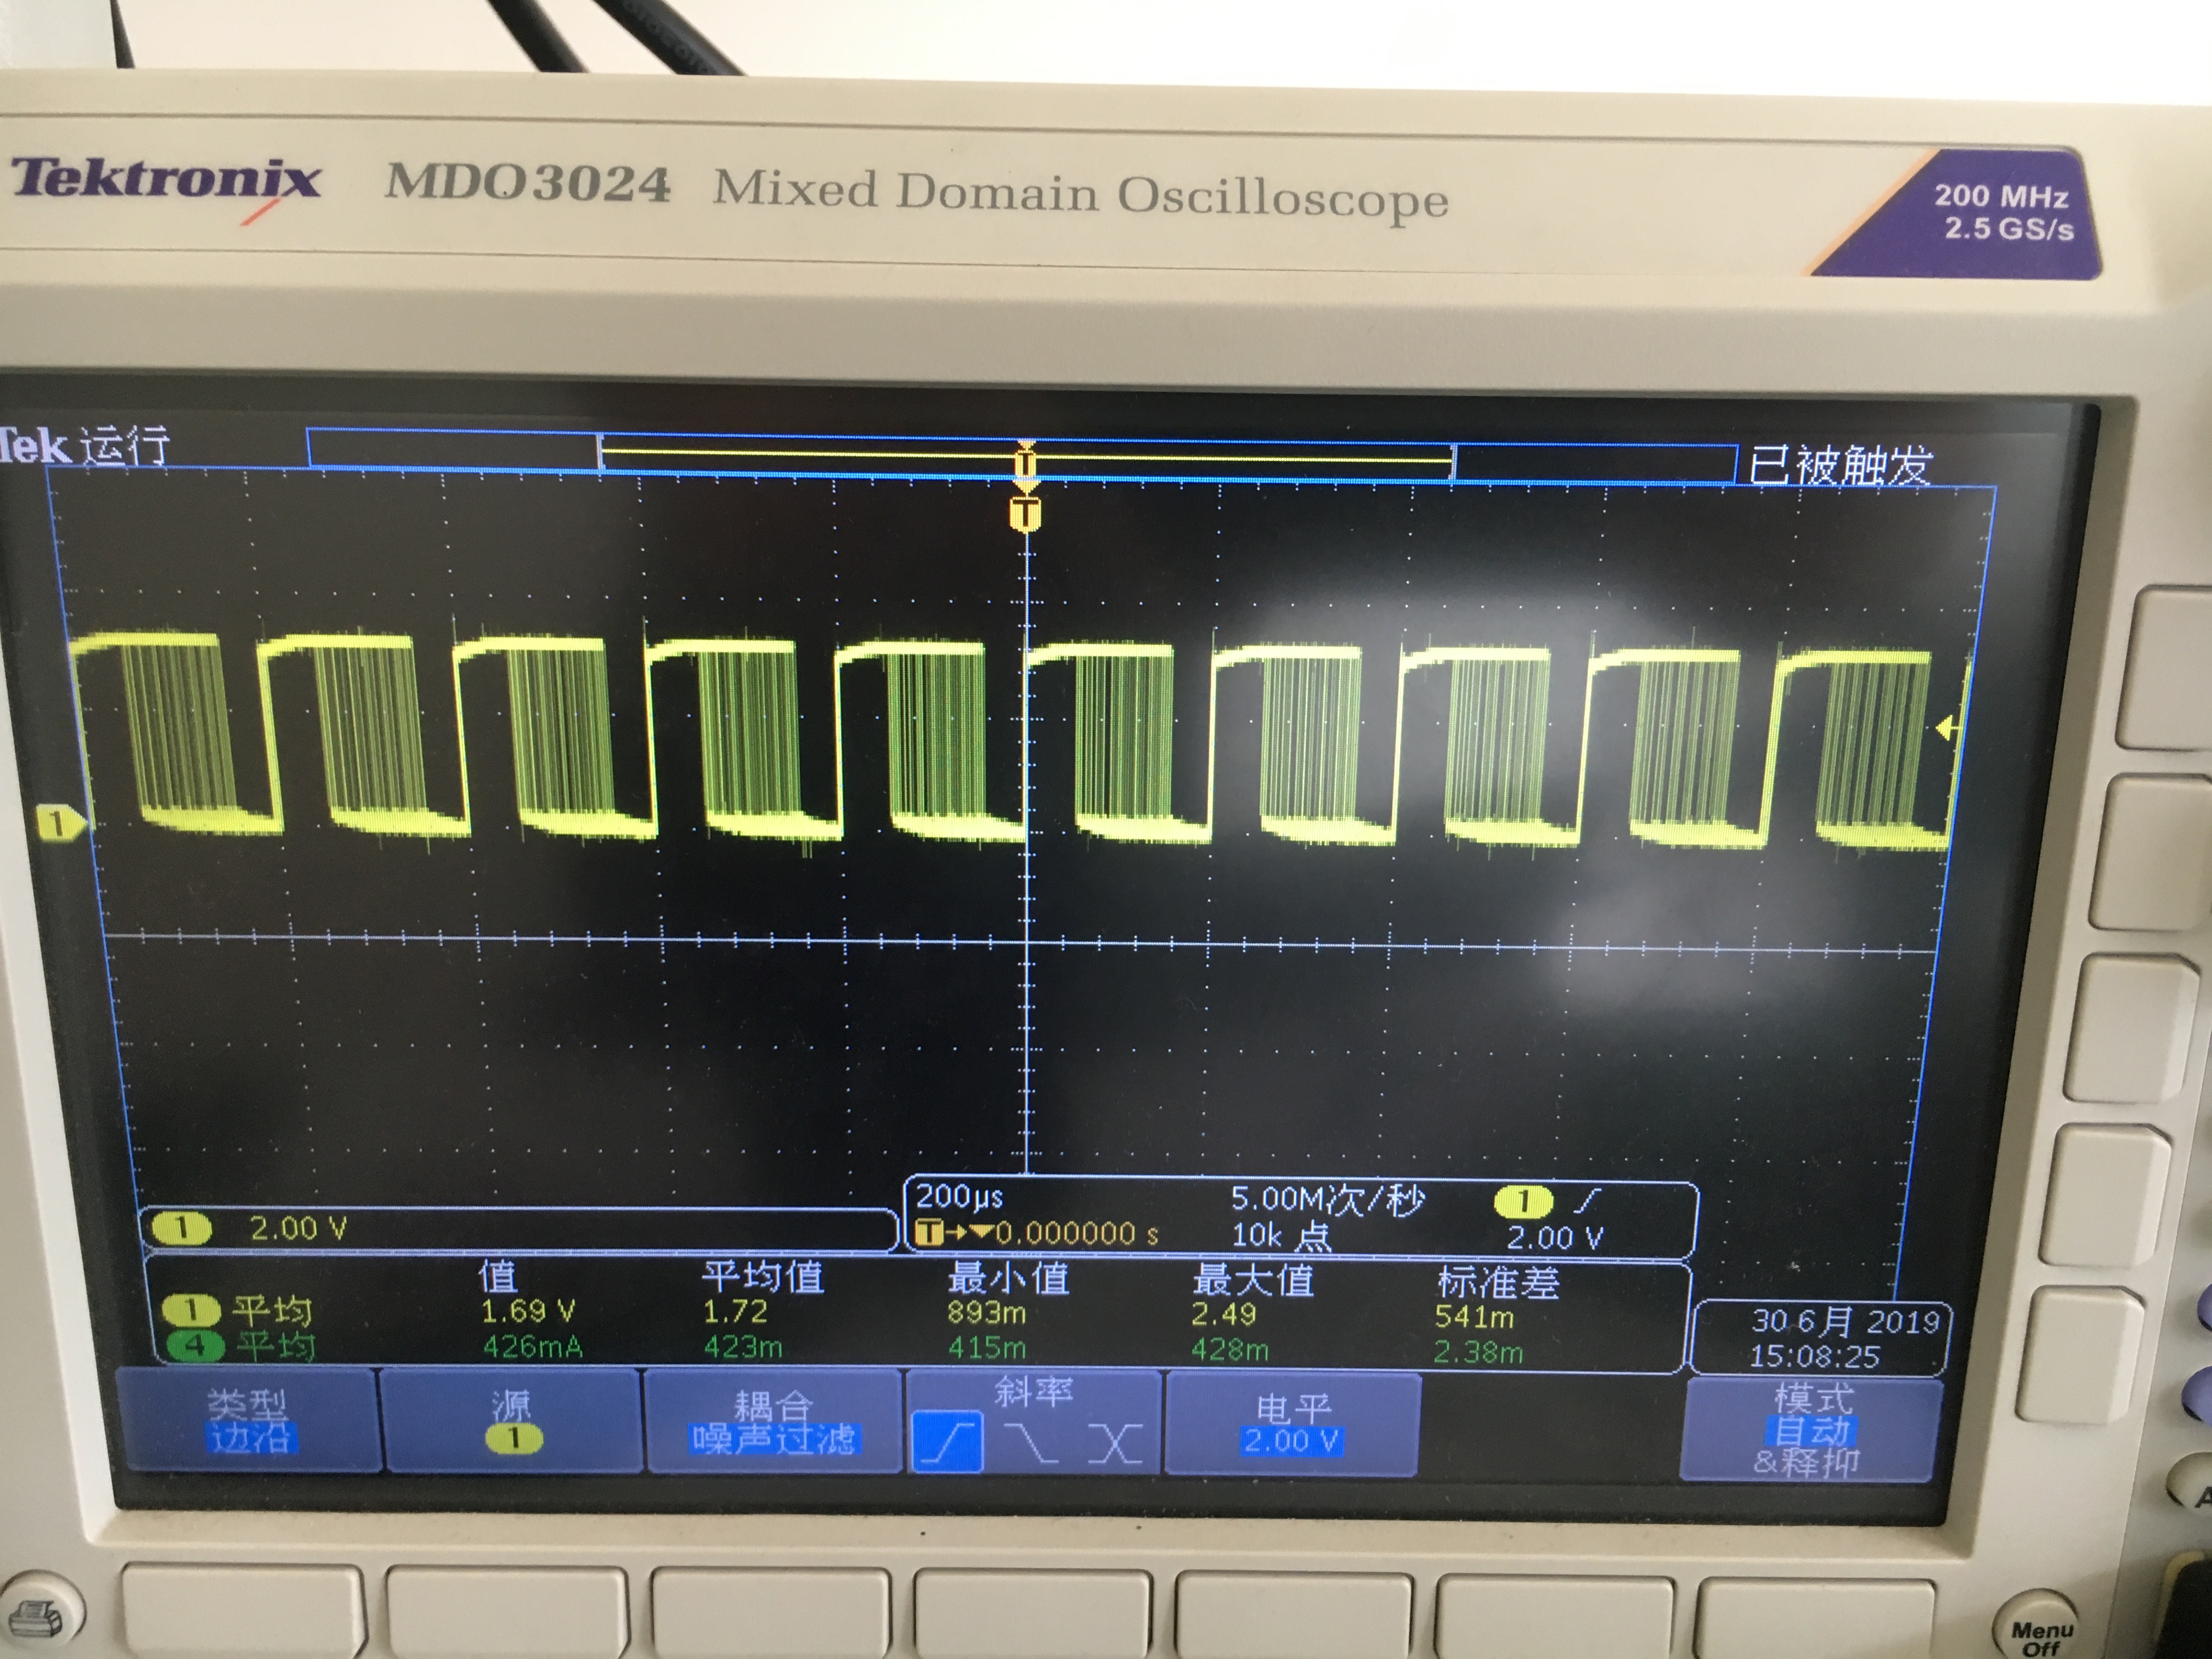 Tektronix MDO3024 Mixed Domain Oscilloscope
200 MHz
2.5 GS/s
Tek 运行
已被触发
T
T
1
1 2.00 V
200µs 5.00M次/秒 1
T→▼0.000000 s 10k 点 2.00 V
值 平均值 最小值 最大值 标准差
1 平均 1.69 V 1.72 893m 2.49 541m
4 平均 426mA 423m 415m 428m 2.38m
30 6月 2019
15:08:25
类型
边沿
源
1
耦合
噪声过滤
斜率
电平
2.00 V
模式
自动
&释抑
Menu
Off